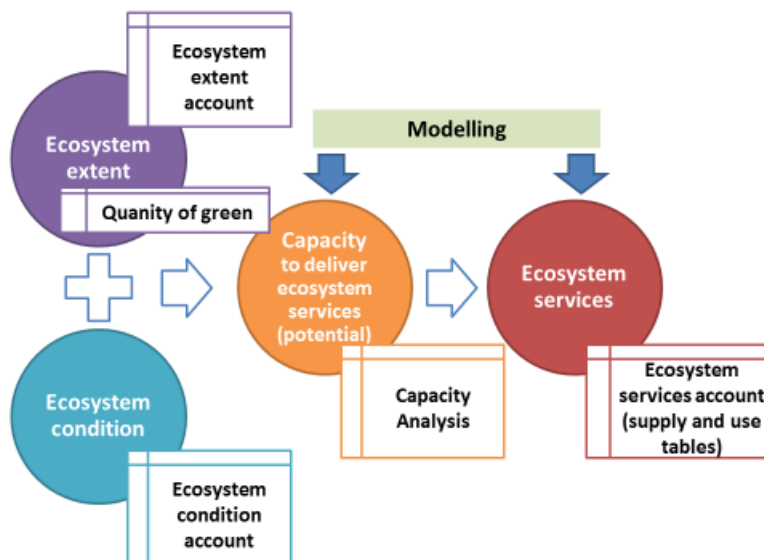 Ecosystem
extent
account
Ecosystem
extent
Quanity of green
Modelling
Capacity
to deliver
ecosystem
services
(potential)
Ecosystem
services
Ecosystem
condition
Capacity
Analysis
Ecosystem
services account
(supply and use
tables)
Ecosystem
condition
account